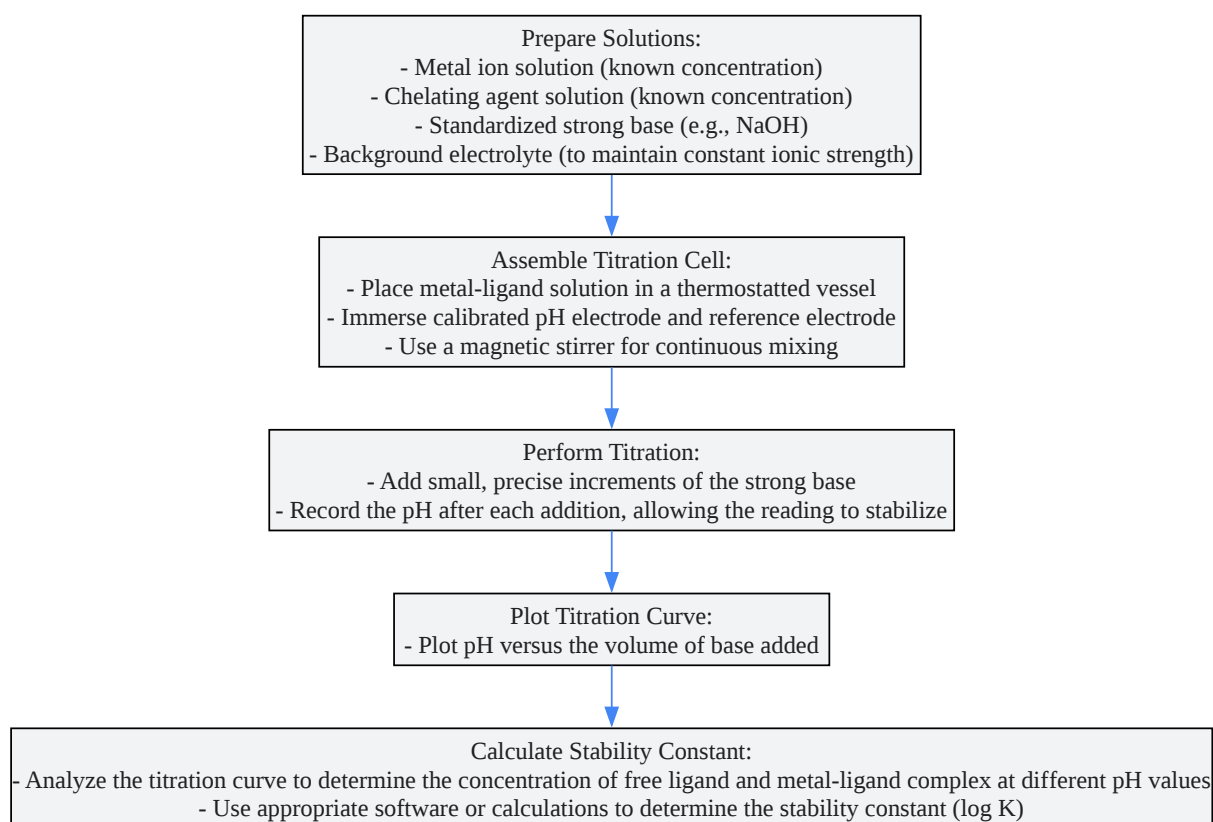 Prepare Solutions:
- Metal ion solution (known concentration)
- Chelating agent solution (known concentration)
- Standardized strong base (e.g., NaOH)
- Background electrolyte (to maintain constant ionic strength)
Assemble Titration Cell:
- Place metal-ligand solution in a thermostatted vessel
- Immerse calibrated pH electrode and reference electrode
- Use a magnetic stirrer for continuous mixing
Perform Titration:
- Add small, precise increments of the strong base
- Record the pH after each addition, allowing the reading to stabilize
Plot Titration Curve:
- Plot pH versus the volume of base added
Calculate Stability Constant:
- Analyze the titration curve to determine the concentration of free ligand and metal-ligand complex at different pH values
- Use appropriate software or calculations to determine the stability constant (log K)